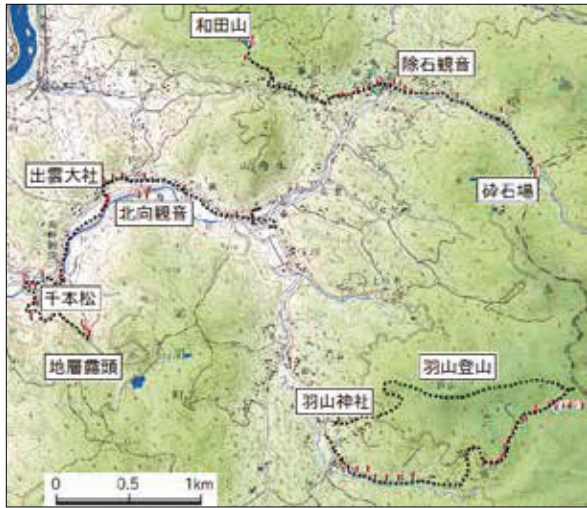 和田山
除石観音
出雲大社
砕石場
北向観音
千本松
地層露頭
羽山登山
羽山神社
0 0.5 1km